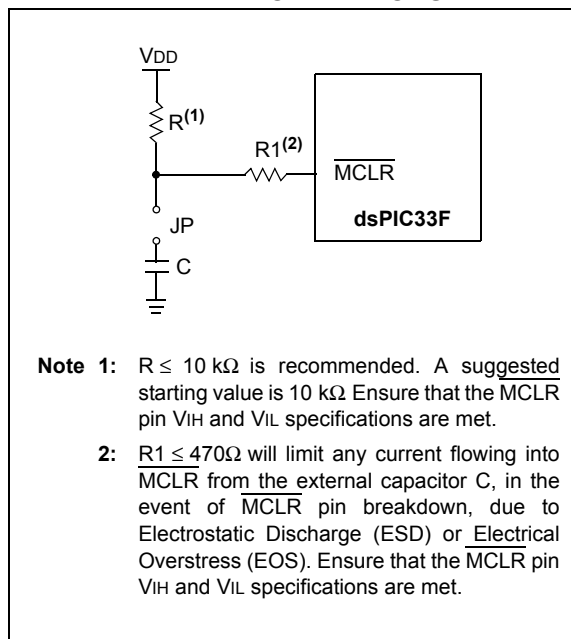 VDD
R(1)
R1(2)
MCLR
dsPIC33F
JP
C
Note 1: R ≤ 10 kΩ is recommended. A suggested
starting value is 10 kΩ Ensure that the MCLR
pin VIH and VIL specifications are met.
2: R1 ≤ 470Ω will limit any current flowing into
MCLR from the external capacitor C, in the
event of MCLR pin breakdown, due to
Electrostatic Discharge (ESD) or Electrical
Overstress (EOS). Ensure that the MCLR pin
VIH and VIL specifications are met.